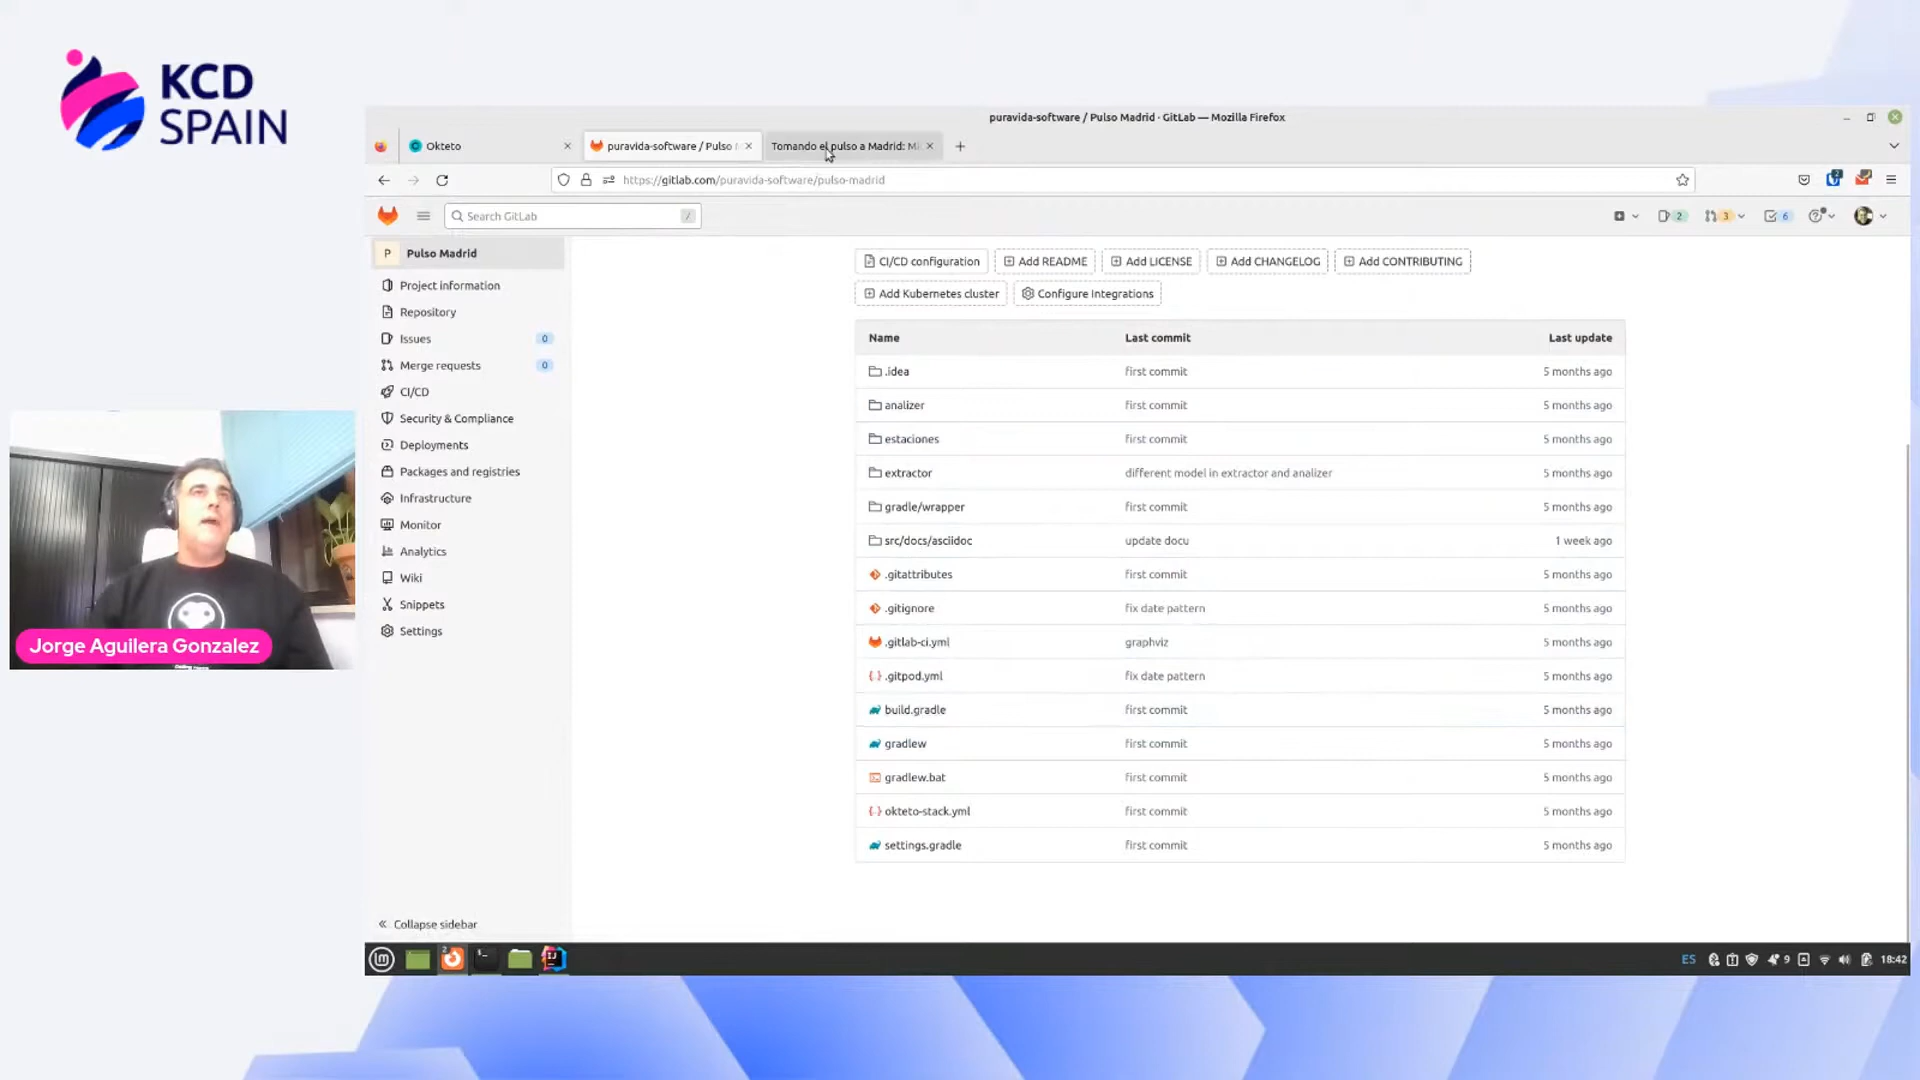 KCD
SPAIN
puravida-software / Pulso Madrid · GitLab — Mozilla Firefox
Okteto
puravida-software / Pulso
Tomando el pulso a Madrid: Mi
https://gitlab.com/puravida-software/pulso-madrid
2
Search GitLab
/
2
3
6
P Pulso Madrid
Project information
Repository
Issues 0
Merge requests 0
CI/CD
Security & Compliance
Deployments
Packages and registries
Infrastructure
Monitor
Analytics
Wiki
Snippets
Settings
Collapse sidebar
CI/CD configuration Add README Add LICENSE Add CHANGELOG Add CONTRIBUTING
Add Kubernetes cluster Configure Integrations
Name Last commit Last update
.idea first commit 5 months ago
analizer first commit 5 months ago
estaciones first commit 5 months ago
extractor different model in extractor and analizer 5 months ago
gradle/wrapper first commit 5 months ago
src/docs/asciidoc update docu 1 week ago
.gitattributes first commit 5 months ago
.gitignore fix date pattern 5 months ago
.gitlab-ci.yml graphviz 5 months ago
.gitpod.yml fix date pattern 5 months ago
build.gradle first commit 5 months ago
gradlew first commit 5 months ago
gradlew.bat first commit 5 months ago
okteto-stack.yml first commit 5 months ago
settings.gradle first commit 5 months ago
Jorge Aguilera Gonzalez
2
IJ
ES 9 18:42